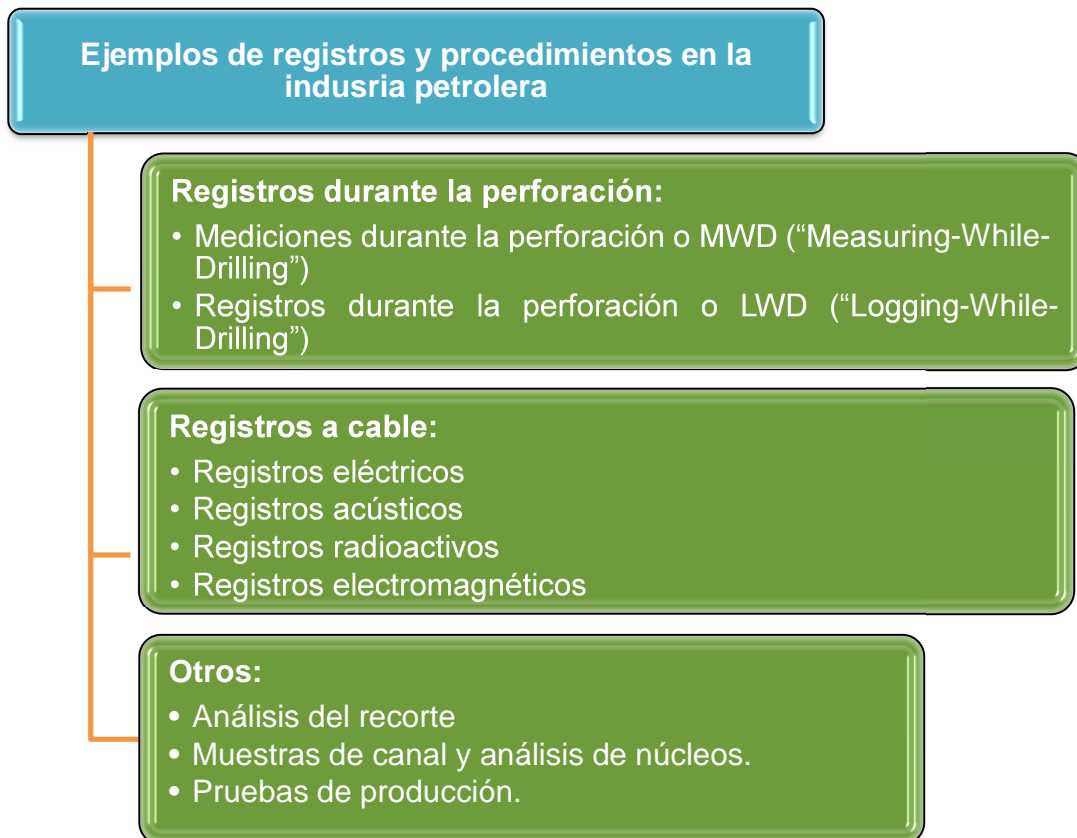 Ejemplos de registros y procedimientos en la
indusria petrolera
Registros durante la perforación:
• Mediciones durante la perforación o MWD (“Measuring-While-
Drilling”)
• Registros durante la perforación o LWD (“Logging-While-
Drilling”)
Registros a cable:
• Registros eléctricos
• Registros acústicos
• Registros radioactivos
• Registros electromagnéticos
Otros:
• Análisis del recorte
• Muestras de canal y análisis de núcleos.
• Pruebas de producción.